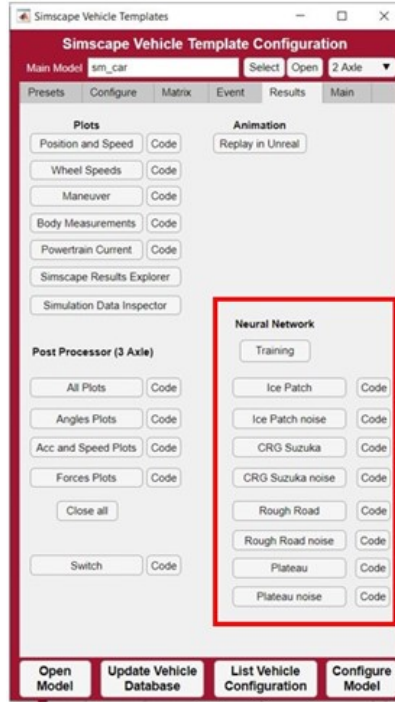 Simscape Vehicle Templates
Simscape Vehicle Template Configuration
Main Model sm_car Select Open 2 Axle
Presets Configure Matrix Event Results Main
Plots
Position and Speed Code
Wheel Speeds Code
Maneuver Code
Body Measurements Code
Powertrain Current Code
Simscape Results Explorer
Simulation Data Inspector
Animation
Replay in Unreal
Post Processor (3 Axle)
All Plots Code
Angles Plots Code
Acc and Speed Plots Code
Forces Plots Code
Close all
Switch Code
Neural Network
Training
Ice Patch Code
Ice Patch noise Code
CRG Suzuka Code
CRG Suzuka noise Code
Rough Road Code
Rough Road noise Code
Plateau Code
Plateau noise Code
Open Model
Update Vehicle Database
List Vehicle Configuration
Configure Model